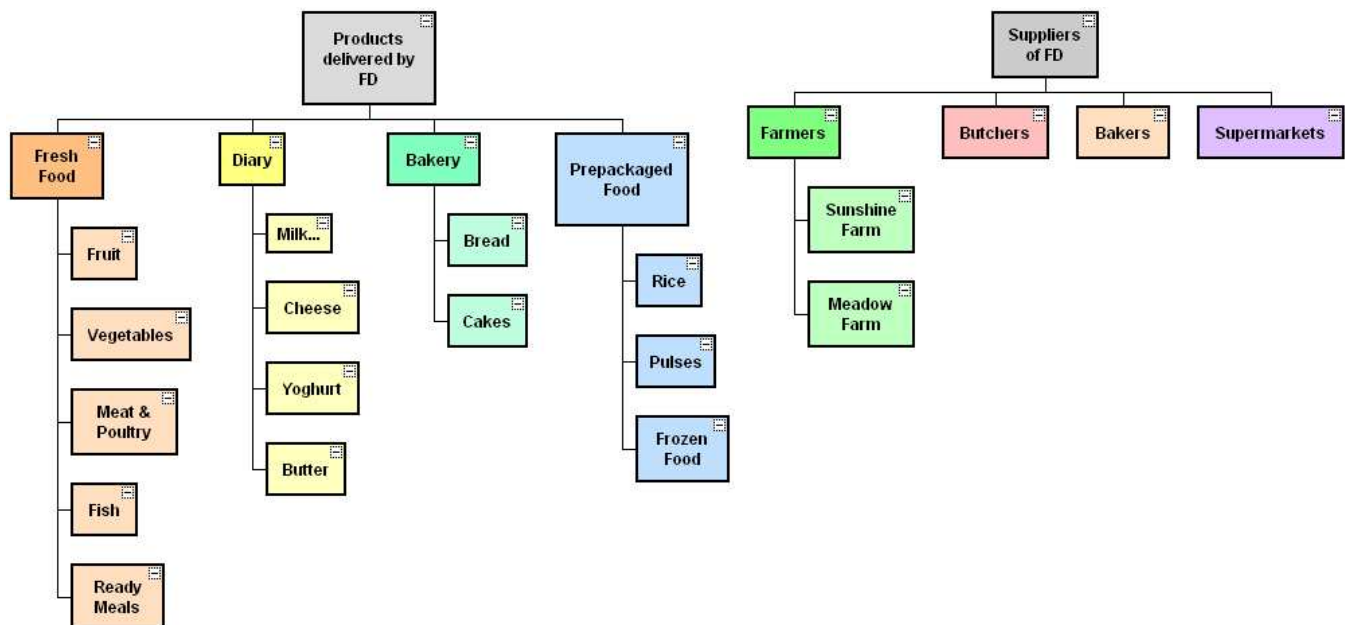 Products
delivered by
FD
Suppliers
of FD
Fresh
Food
Diary
Bakery
Prepackaged
Food
Farmers
Butchers
Bakers
Supermarkets
Fruit
Vegetables
Meat &
Poultry
Fish
Ready
Meals
Milk...
Cheese
Yoghurt
Butter
Bread
Cakes
Rice
Pulses
Frozen
Food
Sunshine
Farm
Meadow
Farm